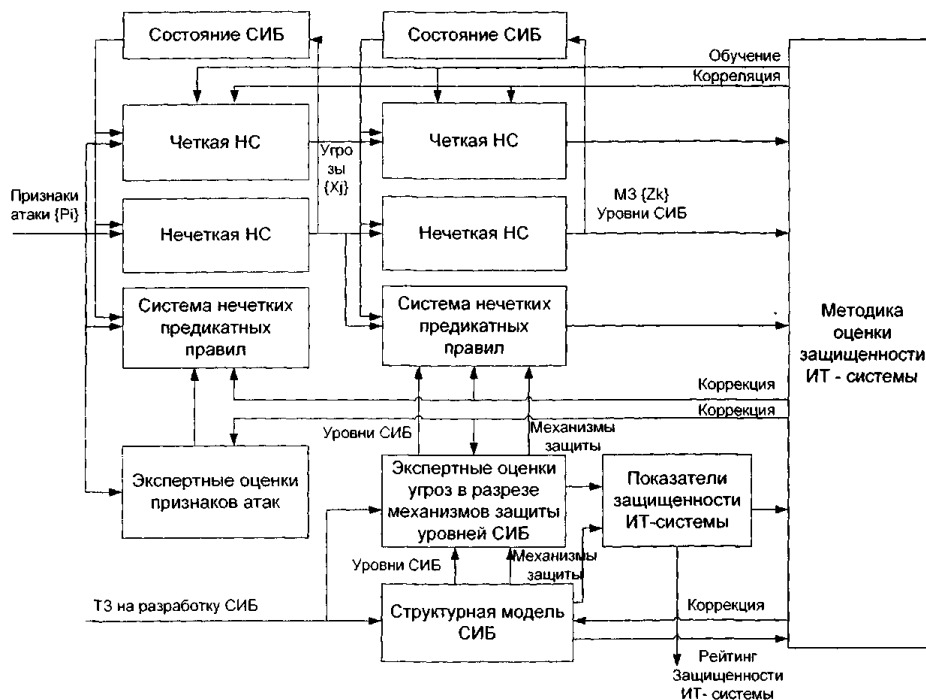 Состояние СИБ
Состояние СИБ
Обучение
Корреляция
Четкая НС
Угро
зы
{Xj}
Четкая НС
Признаки
атаки {Pi}
МЗ {Zk}
Уровни СИБ
Нечеткая НС
Нечеткая НС
Система нечетких
предикатных
правил
Система нечетких
предикатных
правил
Методика
оценки
защищенности
ИТ - системы
Коррекция
Коррекция
Уровни СИБ
Механизмы
защиты
Экспертные оценки
признаков атак
Экспертные оценки
угроз в разрезе
механизмов защиты
уровней СИБ
Показатели
защищенности
ИТ-системы
Уровни СИБ
Механизмы
защиты
ТЗ на разработку СИБ
Структурная модель
СИБ
Коррекция
Рейтинг
Защищенности
ИТ- системы